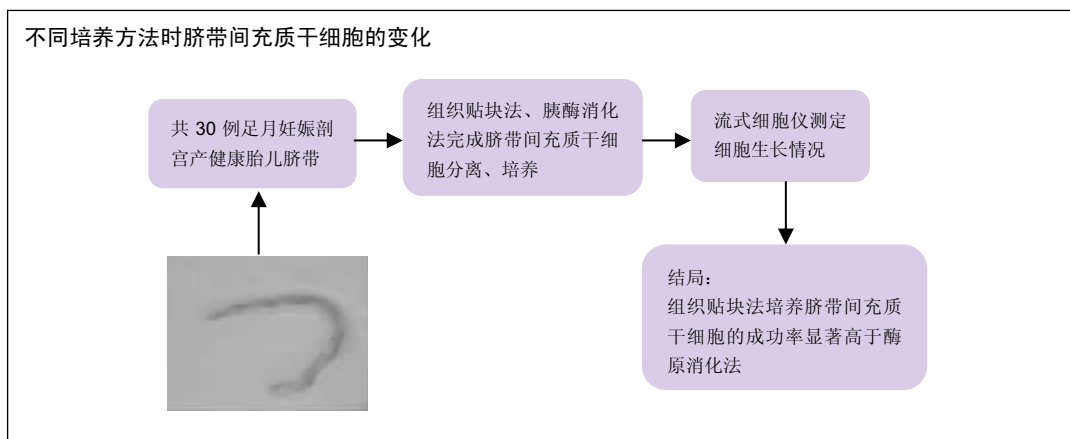 不同培养方法时脐带间充质干细胞的变化
共 30 例足月妊娠剖
宫产健康胎儿脐带
组织贴块法、胰酶消化
法完成脐带间充质干细
胞分离、培养
流式细胞仪测定
细胞生长情况
结局：
组织贴块法培养脐带间充质
干细胞的成功率显著高于酶
原消化法